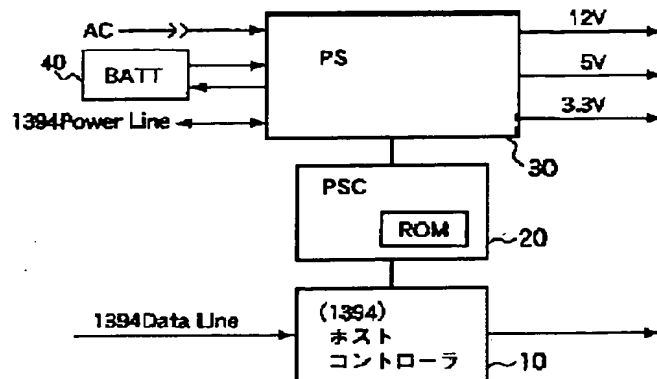 AC
12V
PS
40
BATT
5V
1394Power Line
3.3V
30
PSC
ROM
20
1394Data Line
(1394)
ホスト
コントローラ
10